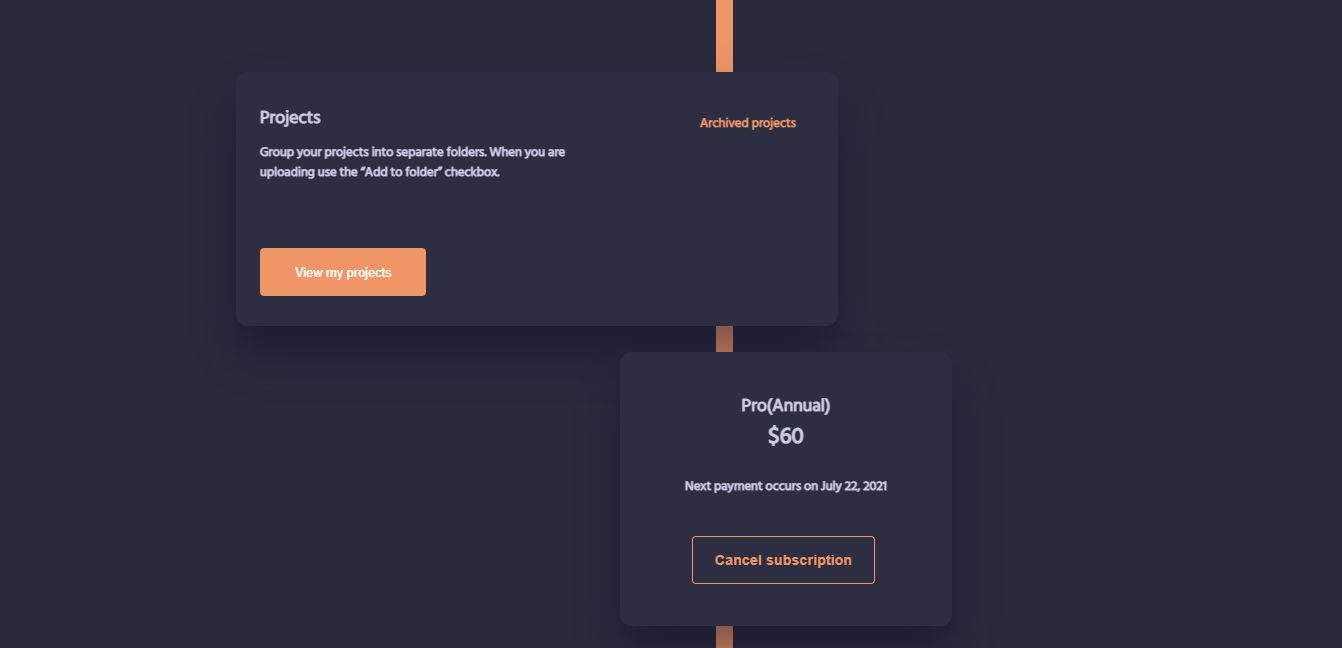 Projects
Archived projects
Group your projects into separate folders. When you are
uploading use the “Add to folder” checkbox.
View my projects
Pro(Annual)
$60
Next payment occurs on July 22, 2021
Cancel subscription